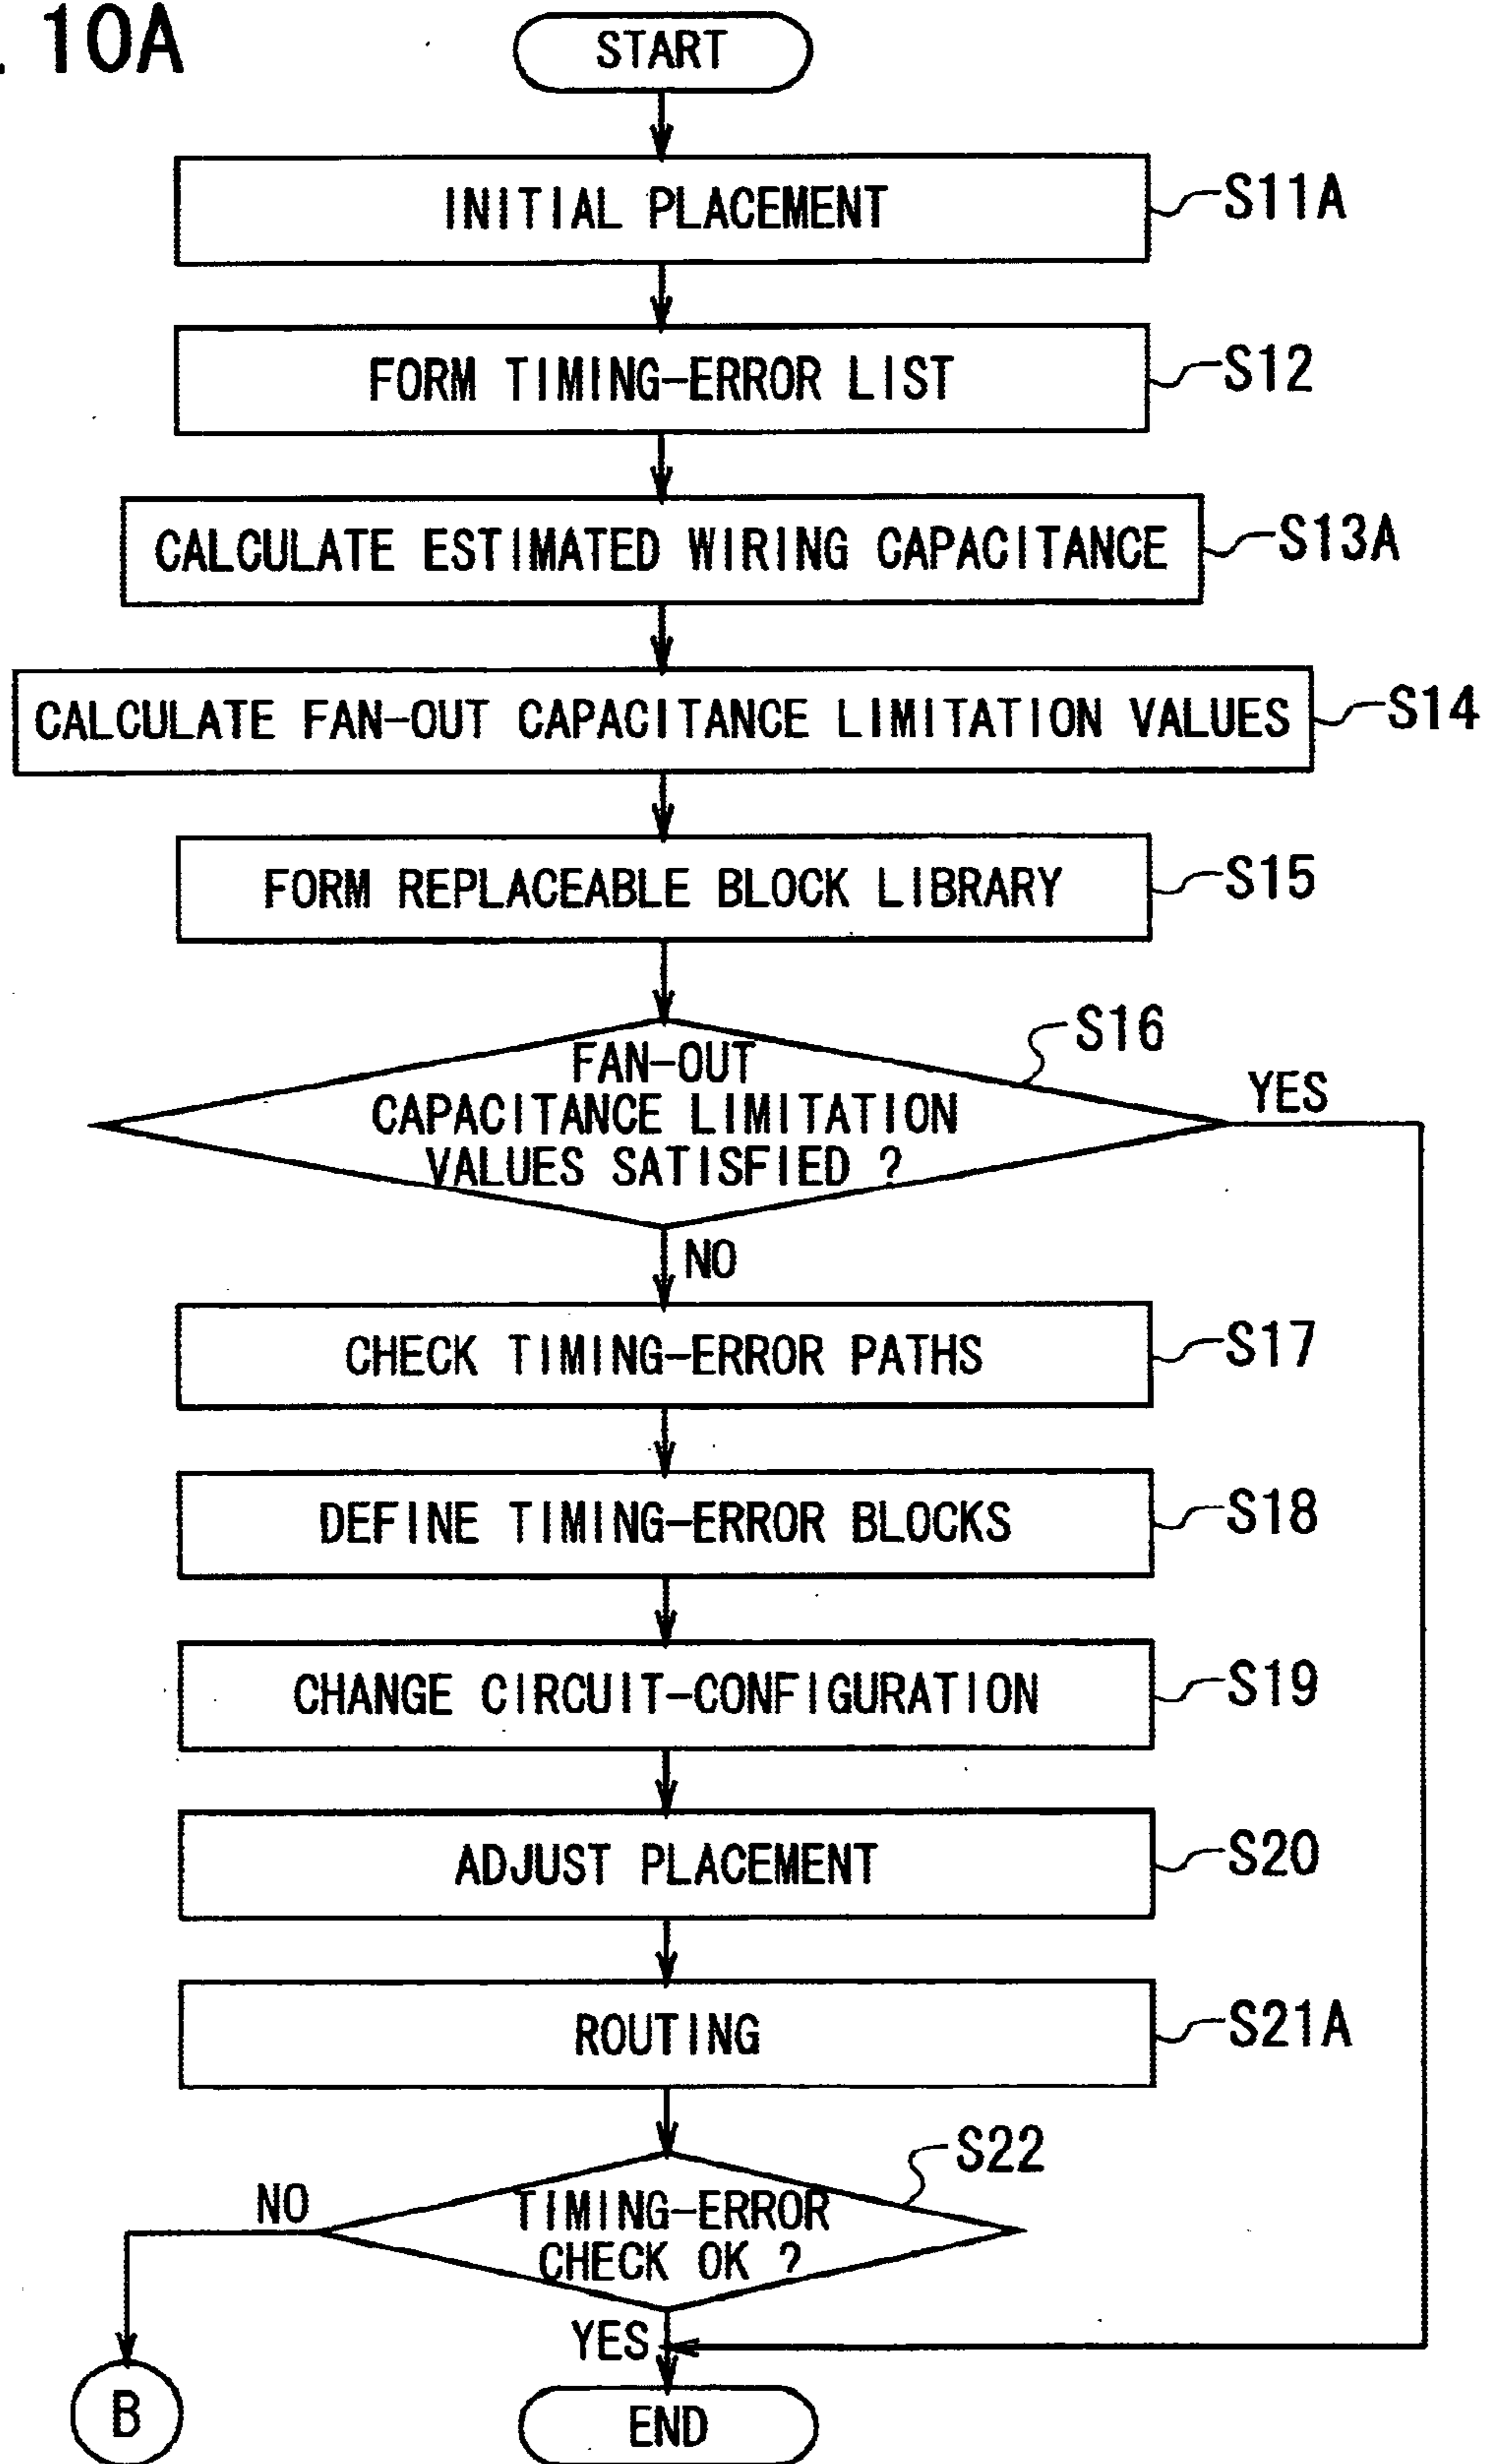 . 10A
START
INITIAL PLACEMENT
S11A
FORM TIMING-ERROR LIST
S12
CALCULATE ESTIMATED WIRING CAPACITANCE
S13A
CALCULATE FAN-OUT CAPACITANCE LIMITATION VALUES
S14
FORM REPLACEABLE BLOCK LIBRARY
S15
S16
FAN-OUT
CAPACITANCE LIMITATION
VALUES SATISFIED ?
YES
NO
CHECK TIMING-ERROR PATHS
S17
DEFINE TIMING-ERROR BLOCKS
S18
CHANGE CIRCUIT-CONFIGURATION
S19
ADJUST PLACEMENT
S20
ROUTING
S21A
S22
NO
TIMING-ERROR
CHECK OK ?
YES
B
END